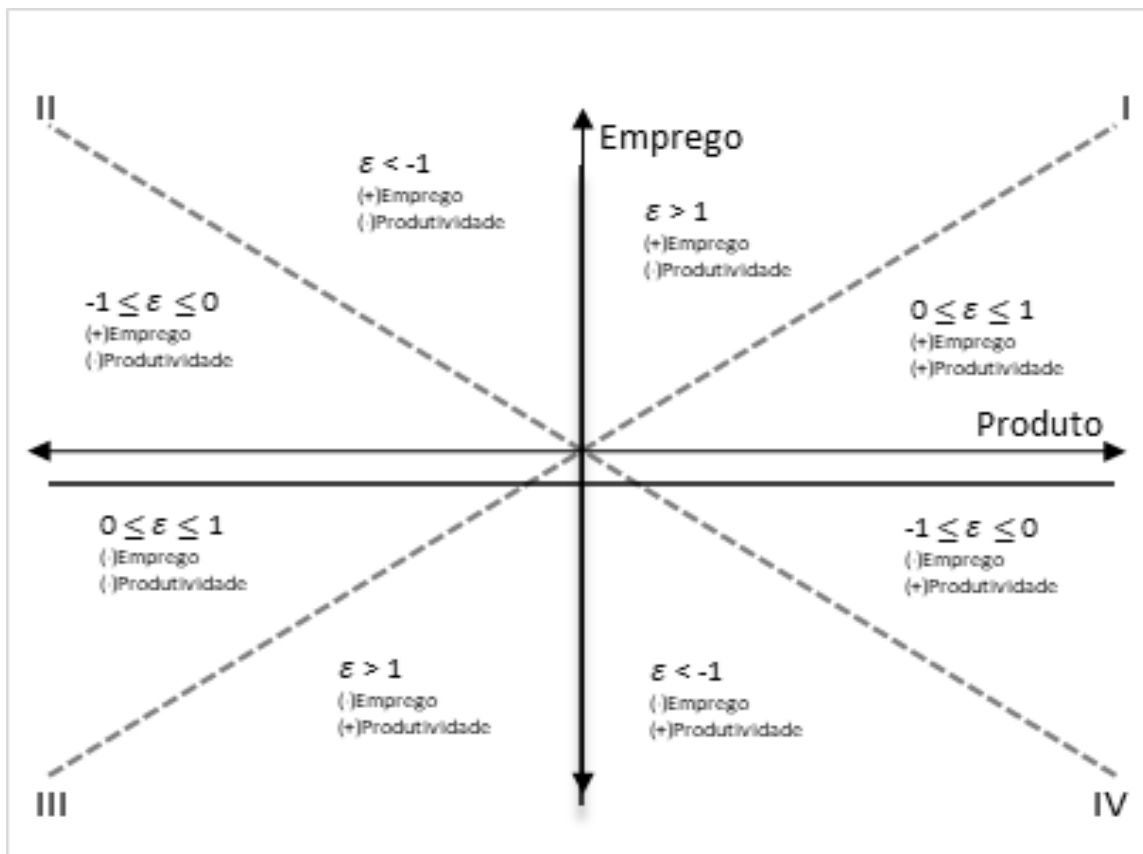 II
I
Emprego
ε < -1
(+)Emprego
(-)Produtividade
ε > 1
(+)Emprego
(-)Produtividade
-1 ≤ ε ≤ 0
(+)Emprego
(-)Produtividade
0 ≤ ε ≤ 1
(+)Emprego
(+)Produtividade
Produto
0 ≤ ε ≤ 1
(-)Emprego
(-)Produtividade
-1 ≤ ε ≤ 0
(-)Emprego
(+)Produtividade
ε > 1
(-)Emprego
(+)Produtividade
ε < -1
(-)Emprego
(+)Produtividade
III
IV